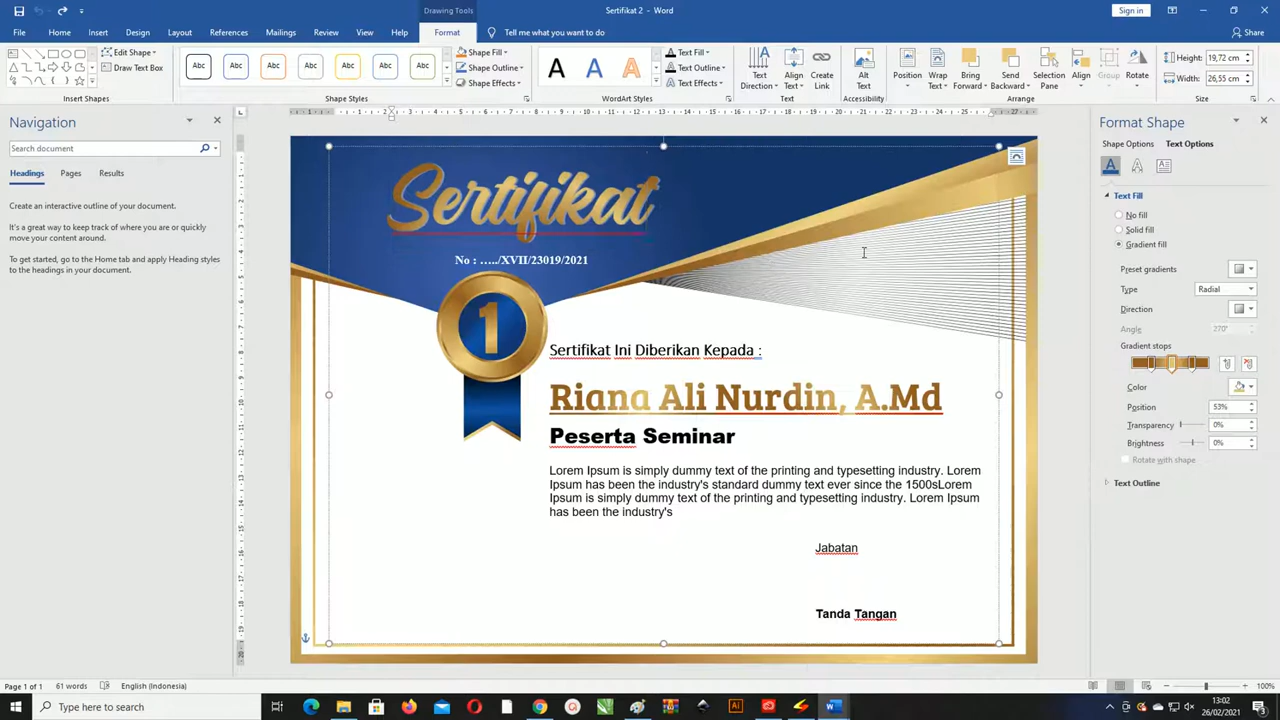 Drawing Tools
Sertifikat 2 - Word
Sign in
File Home Insert Design Layout References Mailings Review View Help Format Tell me what you want to do
Share
Edit Shape
Draw Text Box
Insert Shapes
Abc Abc Abc Abc Abc Abc Abc
Shape Fill
Shape Outline
Shape Effects
Shape Styles
A A A
Text Fill
Text Outline
Text Effects
WordArt Styles
Text Direction
Align Text
Create Link
Text
Alt Text
Accessibility
Position
Wrap Text
Bring Forward
Send Backward
Selection Pane
Align
Group
Rotate
Arrange
Height: 19,72 cm
Width: 26,55 cm
Size
Navigation
Search document
Headings Pages Results
Create an interactive outline of your document.
It's a great way to keep track of where you are or quickly
move your content around.
To get started, go to the Home tab and apply Heading styles
to the headings in your document.
Sertifikat
No : …../XVII/23019/2021
1
Sertifikat Ini Diberikan Kepada :
Riana Ali Nurdin, A.Md
Peserta Seminar
Lorem Ipsum is simply dummy text of the printing and typesetting industry. Lorem
Ipsum has been the industry's standard dummy text ever since the 1500sLorem
Ipsum is simply dummy text of the printing and typesetting industry. Lorem Ipsum
has been the industry's
Jabatan
Tanda Tangan
Format Shape
Shape Options Text Options
Text Fill
No fill
Solid fill
Gradient fill
Preset gradients
Type Radial
Direction
Angle 270°
Gradient stops
Color
Position 53%
Transparency 0%
Brightness 0%
Rotate with shape
Text Outline
Page 1 of 1 61 words English (Indonesia)
100%
Type here to search
13:02
26/02/2021